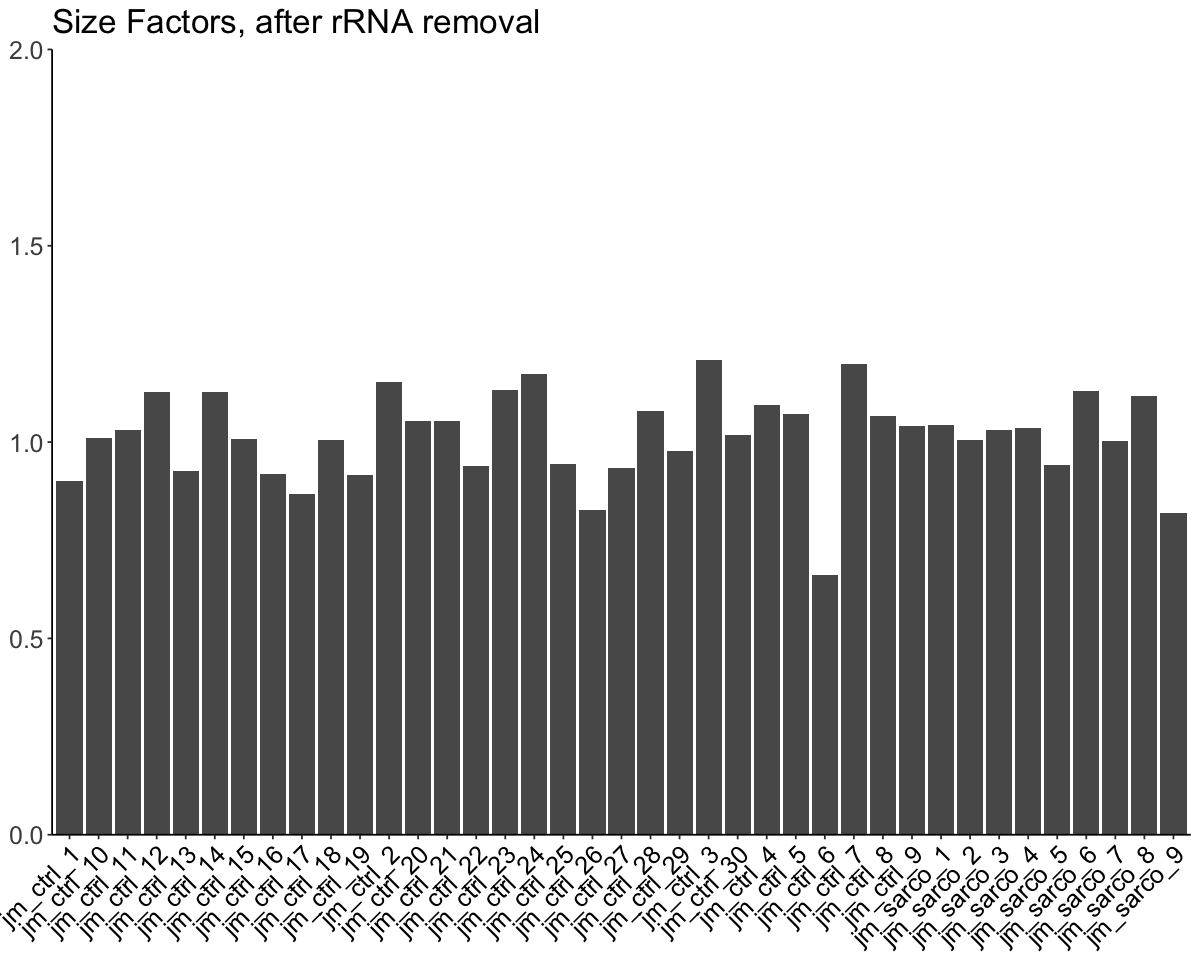 Size Factors, after rRNA removal
2.0
1.5
1.0
0.5
0.0
jm_ctrl_1
jm_ctrl_10
jm_ctrl_11
jm_ctrl_12
jm_ctrl_13
jm_ctrl_14
jm_ctrl_15
jm_ctrl_16
jm_ctrl_17
jm_ctrl_18
jm_ctrl_19
jm_ctrl_2
jm_ctrl_20
jm_ctrl_21
jm_ctrl_22
jm_ctrl_23
jm_ctrl_24
jm_ctrl_25
jm_ctrl_26
jm_ctrl_27
jm_ctrl_28
jm_ctrl_29
jm_ctrl_3
jm_ctrl_30
jm_ctrl_4
jm_ctrl_5
jm_ctrl_6
jm_ctrl_7
jm_ctrl_8
jm_ctrl_9
jm_sarco_1
jm_sarco_2
jm_sarco_3
jm_sarco_4
jm_sarco_5
jm_sarco_6
jm_sarco_7
jm_sarco_8
jm_sarco_9